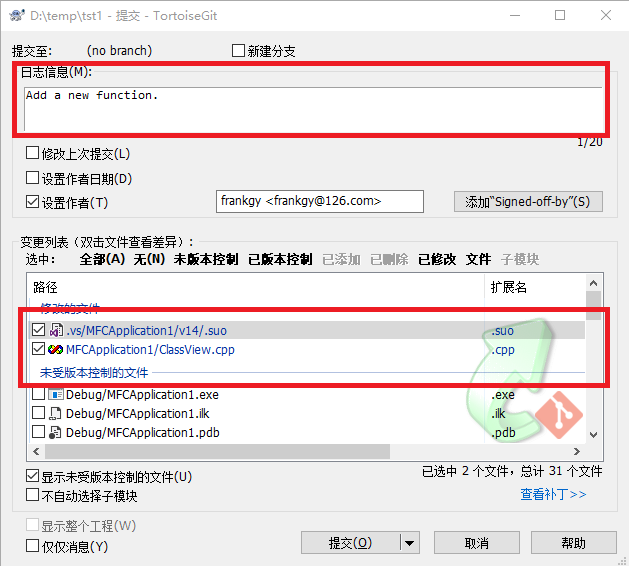 D:\temp\tst1 - 提交 - TortoiseGit
提交至: (no branch) 新建分支
日志信息(M):
Add a new function.
1/20
修改上次提交(L)
设置作者日期(D)
设置作者(T) frankgy <frankgy@126.com> 添加“Signed-off-by”(S)
变更列表（双击文件查看差异）:
选中: 全部(A) 无(N) 未版本控制 已版本控制 已添加 已删除 已修改 文件 子模块
路径 扩展名
修改的文件
.vs/MFCApplication1/v14/.suo .suo
MFCApplication1/ClassView.cpp .cpp
未受版本控制的文件
Debug/MFCApplication1.exe .exe
Debug/MFCApplication1.ilk .ilk
Debug/MFCApplication1.pdb .pdb
显示未受版本控制的文件(U) 已选中 2 个文件，总计 31 个文件
不自动选择子模块 查看补丁>>
显示整个工程(W)
仅仅消息(Y) 提交(O) 取消 帮助